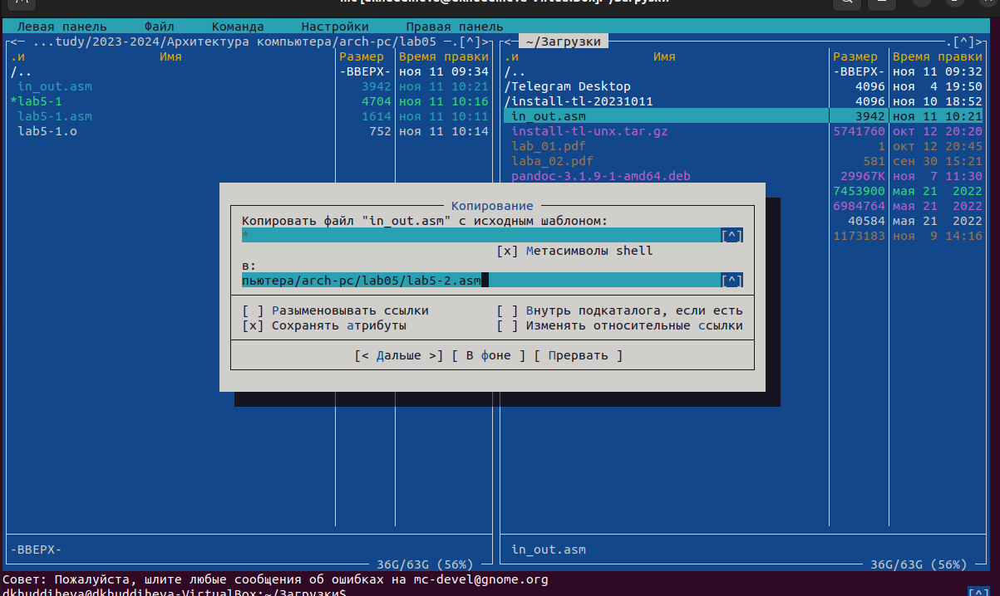 Левая панель Файл Команда Настройки Правая панель
<─ ...tudy/2023-2024/Архитектура компьютера/arch-pc/lab05 ─.[^]>
.и Имя Размер Время правки
/.. -ВВЕРХ- ноя 11 09:34
in_out.asm 3942 ноя 11 10:21
*lab5-1 4704 ноя 11 10:16
lab5-1.asm 1614 ноя 11 10:11
lab5-1.o 752 ноя 11 10:14
-ВВЕРХ-
36G/63G (56%)
<─ ~/Загрузки .[^]>
.и Имя Размер Время правки
/.. -ВВЕРХ- ноя 11 09:32
/Telegram Desktop 4096 ноя 4 19:50
/install-tl-20231011 4096 ноя 10 18:52
in_out.asm 3942 ноя 11 10:21
install-tl-unx.tar.gz 5741760 окт 12 20:20
lab_01.pdf 1 окт 12 20:45
laba_02.pdf 581 сен 30 15:21
pandoc-3.1.9-1-amd64.deb 29967K ноя 7 11:30
7453900 мая 21 2022
6984764 мая 21 2022
40584 мая 21 2022
1173183 ноя 9 14:16
in_out.asm
36G/63G (56%)
Копирование
Копировать файл "in_out.asm" с исходным шаблоном:
* [^]
[x] Метасимволы shell
в:
пьютера/arch-pc/lab05/lab5-2.asm [^]
[ ] Разыменовывать ссылки [ ] Внутрь подкаталога, если есть
[x] Сохранять атрибуты [ ] Изменять относительные ссылки
[< Дальше >] [ В фоне ] [ Прервать ]
Совет: Пожалуйста, шлите любые сообщения об ошибках на mc-devel@gnome.org
dkbuddiheva@dkbuddiheva-VirtualBox:~/Загрузки$ [^]